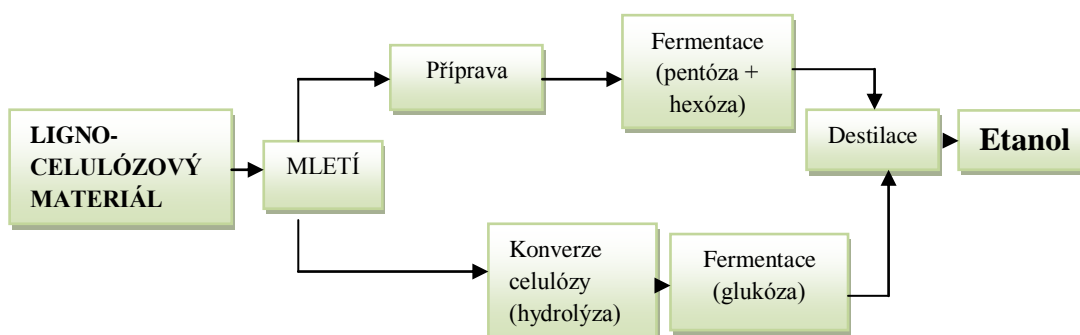 LIGNO-
CELULÓZOVÝ
MATERIÁL
MLETÍ
Příprava
Fermentace
(pentóza +
hexóza)
Konverze
celulózy
(hydrolýza)
Fermentace
(glukóza)
Destilace
Etanol